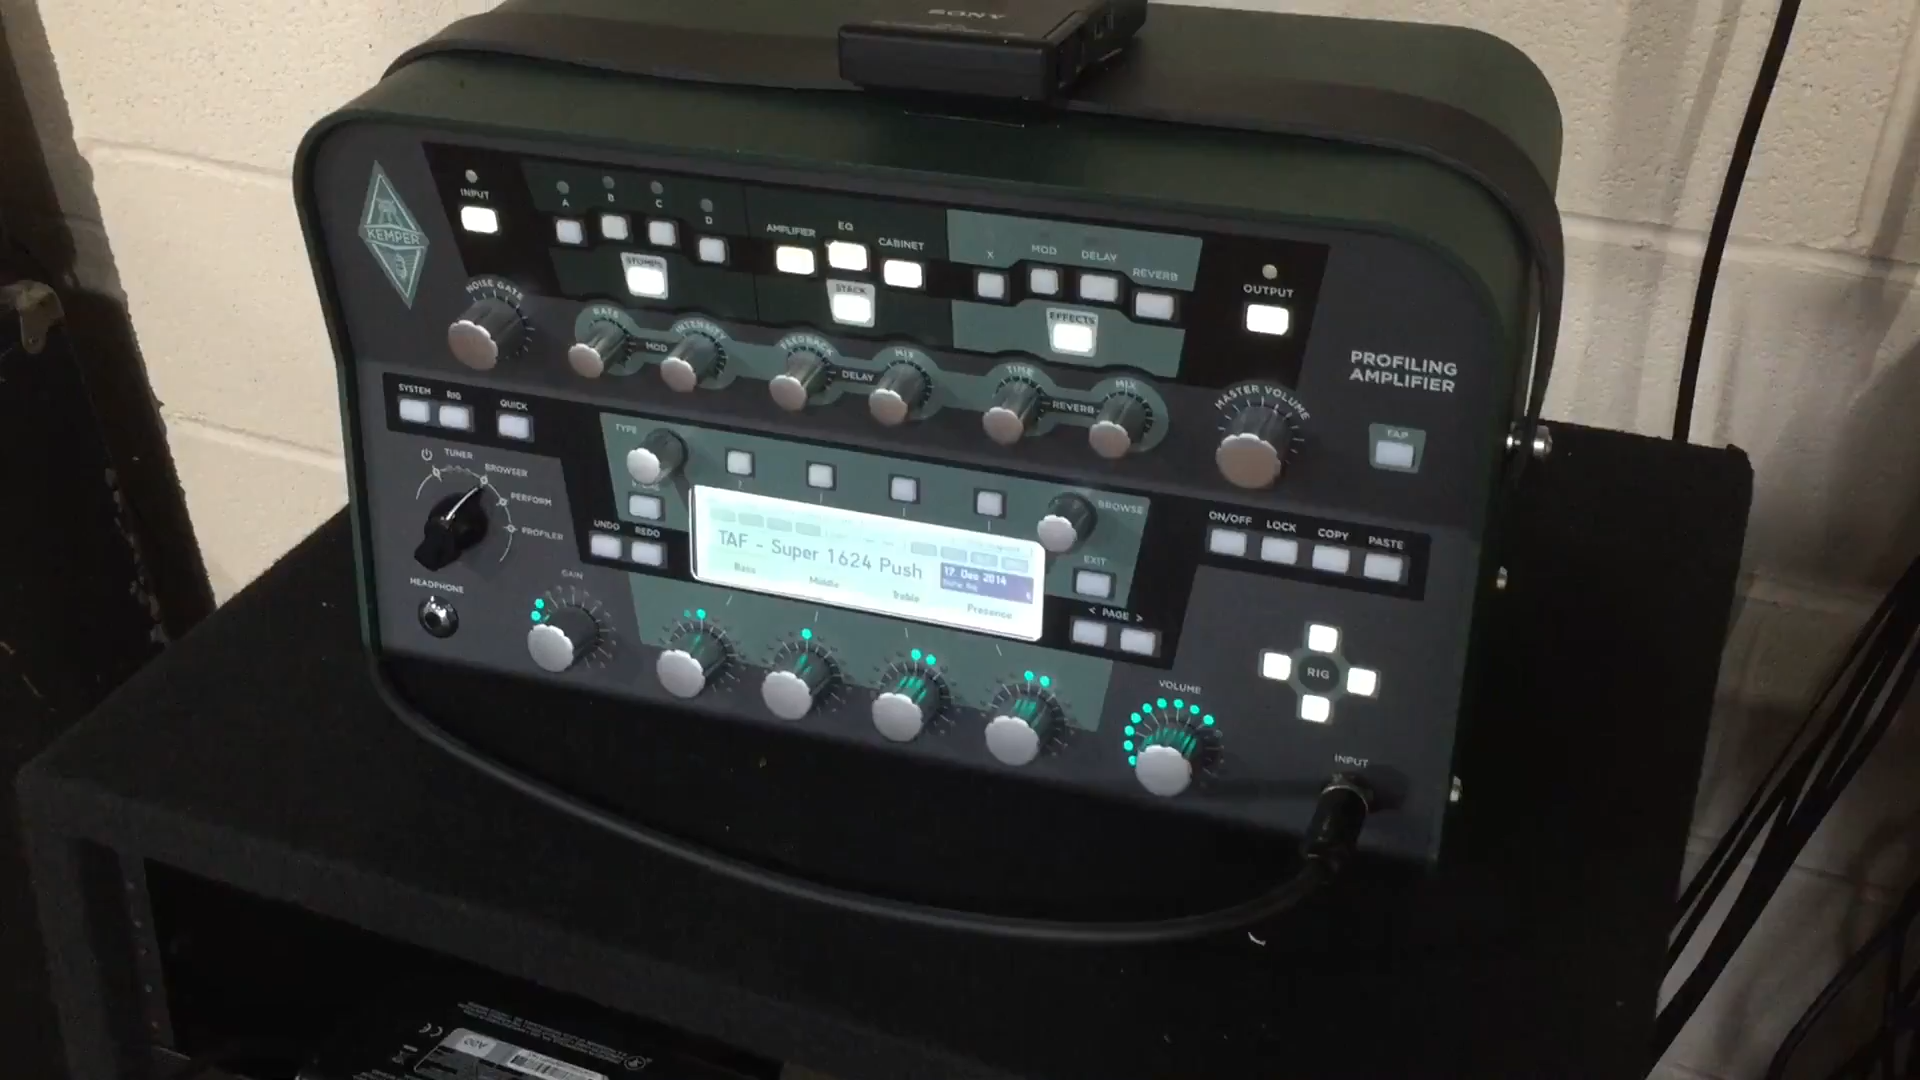 SONY
KEMPER
INPUT
A
B
C
D
STOMPS
AMPLIFIER
EQ
CABINET
STACK
X
MOD
DELAY
REVERB
EFFECTS
OUTPUT
NOISE GATE
RATE
MOD
INTENSITY
FEEDBACK
DELAY
MIX
TIME
REVERB
MIX
MASTER VOLUME
PROFILING
AMPLIFIER
TAP
SYSTEM
RIG
QUICK
TUNER
BROWSER
PERFORM
PROFILER
TYPE
BROWSE
UNDO
REDO
EXIT
< PAGE >
TAF - Super 1624 Push
17. Dec 2014
Bass
Middle
Treble
Presence
ON/OFF
LOCK
COPY
PASTE
HEADPHONE
GAIN
VOLUME
RIG
INPUT